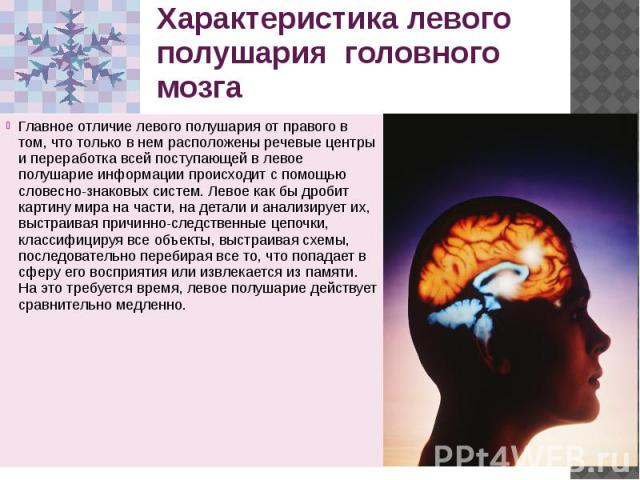 Характеристика левого
полушария головного
мозга
Главное отличие левого полушария от правого в
том, что только в нем расположены речевые центры
и переработка всей поступающей в левое
полушарие информации происходит с помощью
словесно-знаковых систем. Левое как бы дробит
картину мира на части, на детали и анализирует их,
выстраивая причинно-следственные цепочки,
классифицируя все объекты, выстраивая схемы,
последовательно перебирая все то, что попадает в
сферу его восприятия или извлекается из памяти.
На это требуется время, левое полушарие действует
сравнительно медленно.
PPt4WEB.ru